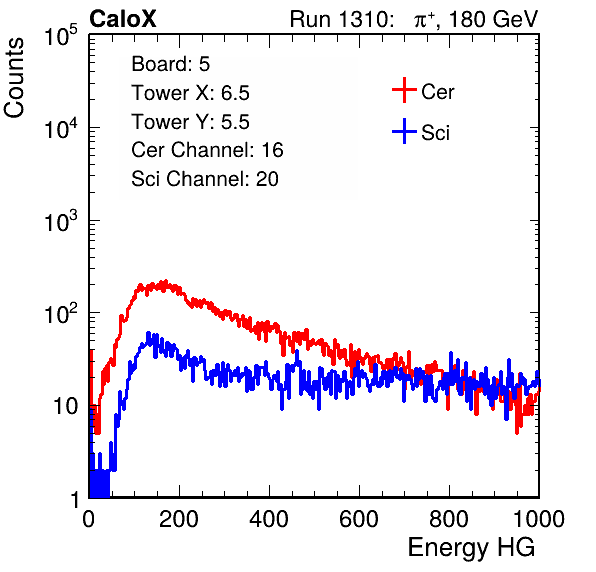 CaloX Run 1310: π⁺, 180 GeV
Counts
Board: 5
Tower X: 6.5
Tower Y: 5.5
Cer Channel: 16
Sci Channel: 20
Cer
Sci
10⁵
10⁴
10³
10²
10
1
0 200 400 600 800 1000
Energy HG